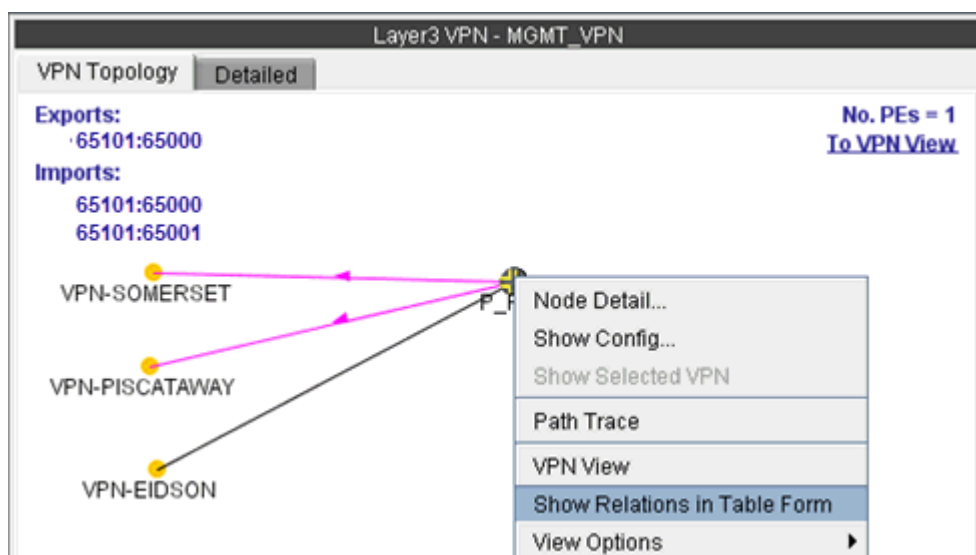 Layer3 VPN - MGMT_VPN
VPN Topology Detailed
Exports:
65101:65000
No. PEs = 1
To VPN View
Imports:
65101:65000
65101:65001
VPN-SOMERSET
VPN-PISCATAWAY
VPN-EIDSON
Node Detail...
Show Config...
Show Selected VPN
Path Trace
VPN View
Show Relations in Table Form
View Options